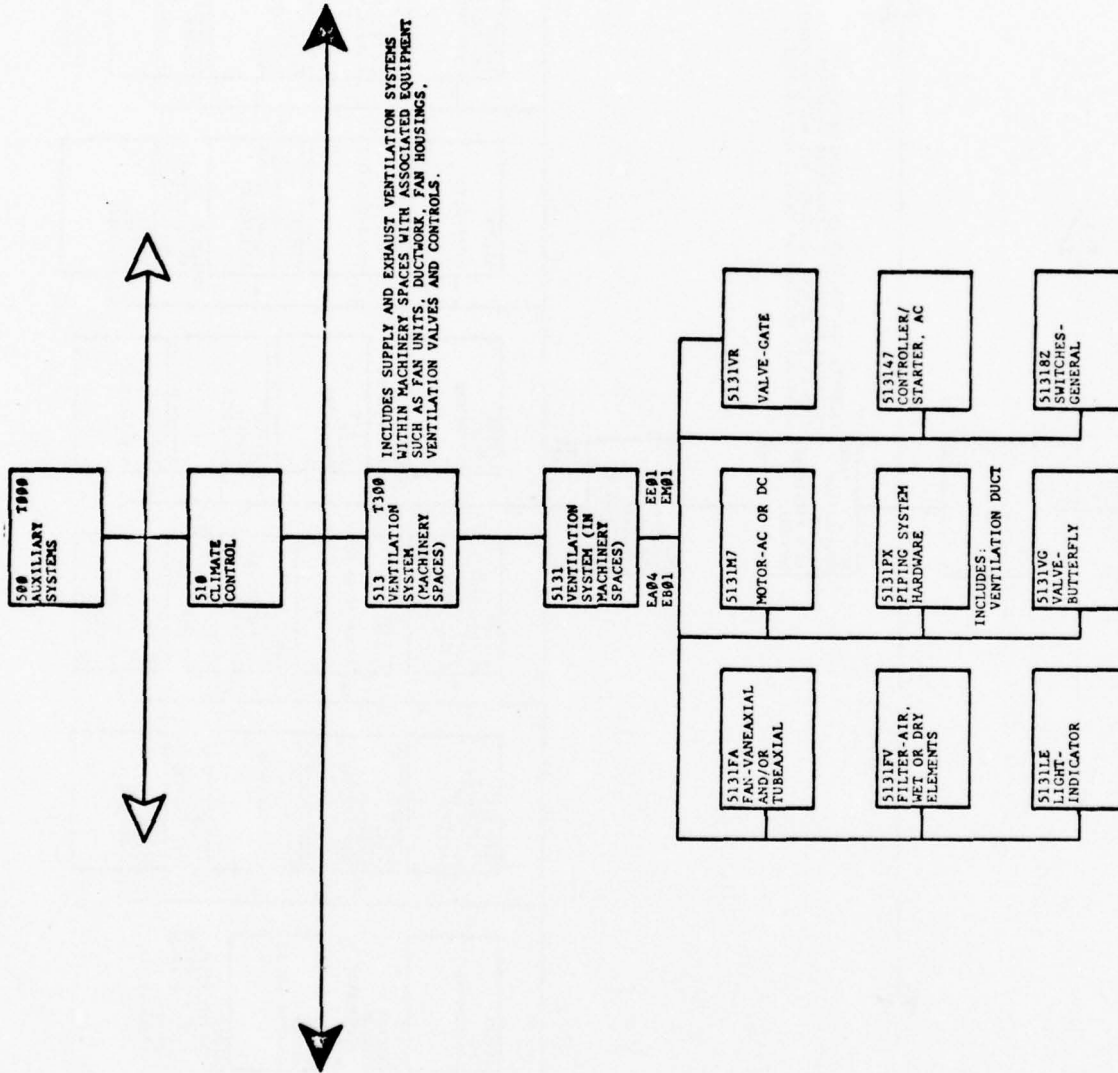 500 T000
AUXILIARY
SYSTEMS
510
CLIMATE
CONTROL
513 T300
VENTILATION
SYSTEM
(MACHINERY
SPACES)
INCLUDES SUPPLY AND EXHAUST VENTILATION SYSTEMS
WITHIN MACHINERY SPACES WITH ASSOCIATED EQUIPMENT
SUCH AS FAN UNITS, DUCTWORK, FAN HOUSINGS,
VENTILATION VALVES AND CONTROLS.
5131
VENTILATION
SYSTEM (IN
MACHINERY
SPACES)
EA04 EE01
EB01 EM01
5131FA
FAN-VANEAXIAL
AND/OR
TUBEAXIAL
5131M7
MOTOR-AC OR DC
5131VR
VALVE-GATE
5131FV
FILTER-AIR,
WET OR DRY
ELEMENTS
5131PX
PIPING SYSTEM
HARDWARE
INCLUDES:
VENTILATION DUCT
513147
CONTROLLER/
STARTER, AC
5131LE
LIGHT-
INDICATOR
5131VG
VALVE-
BUTTERFLY
51318Z
SWITCHES-
GENERAL